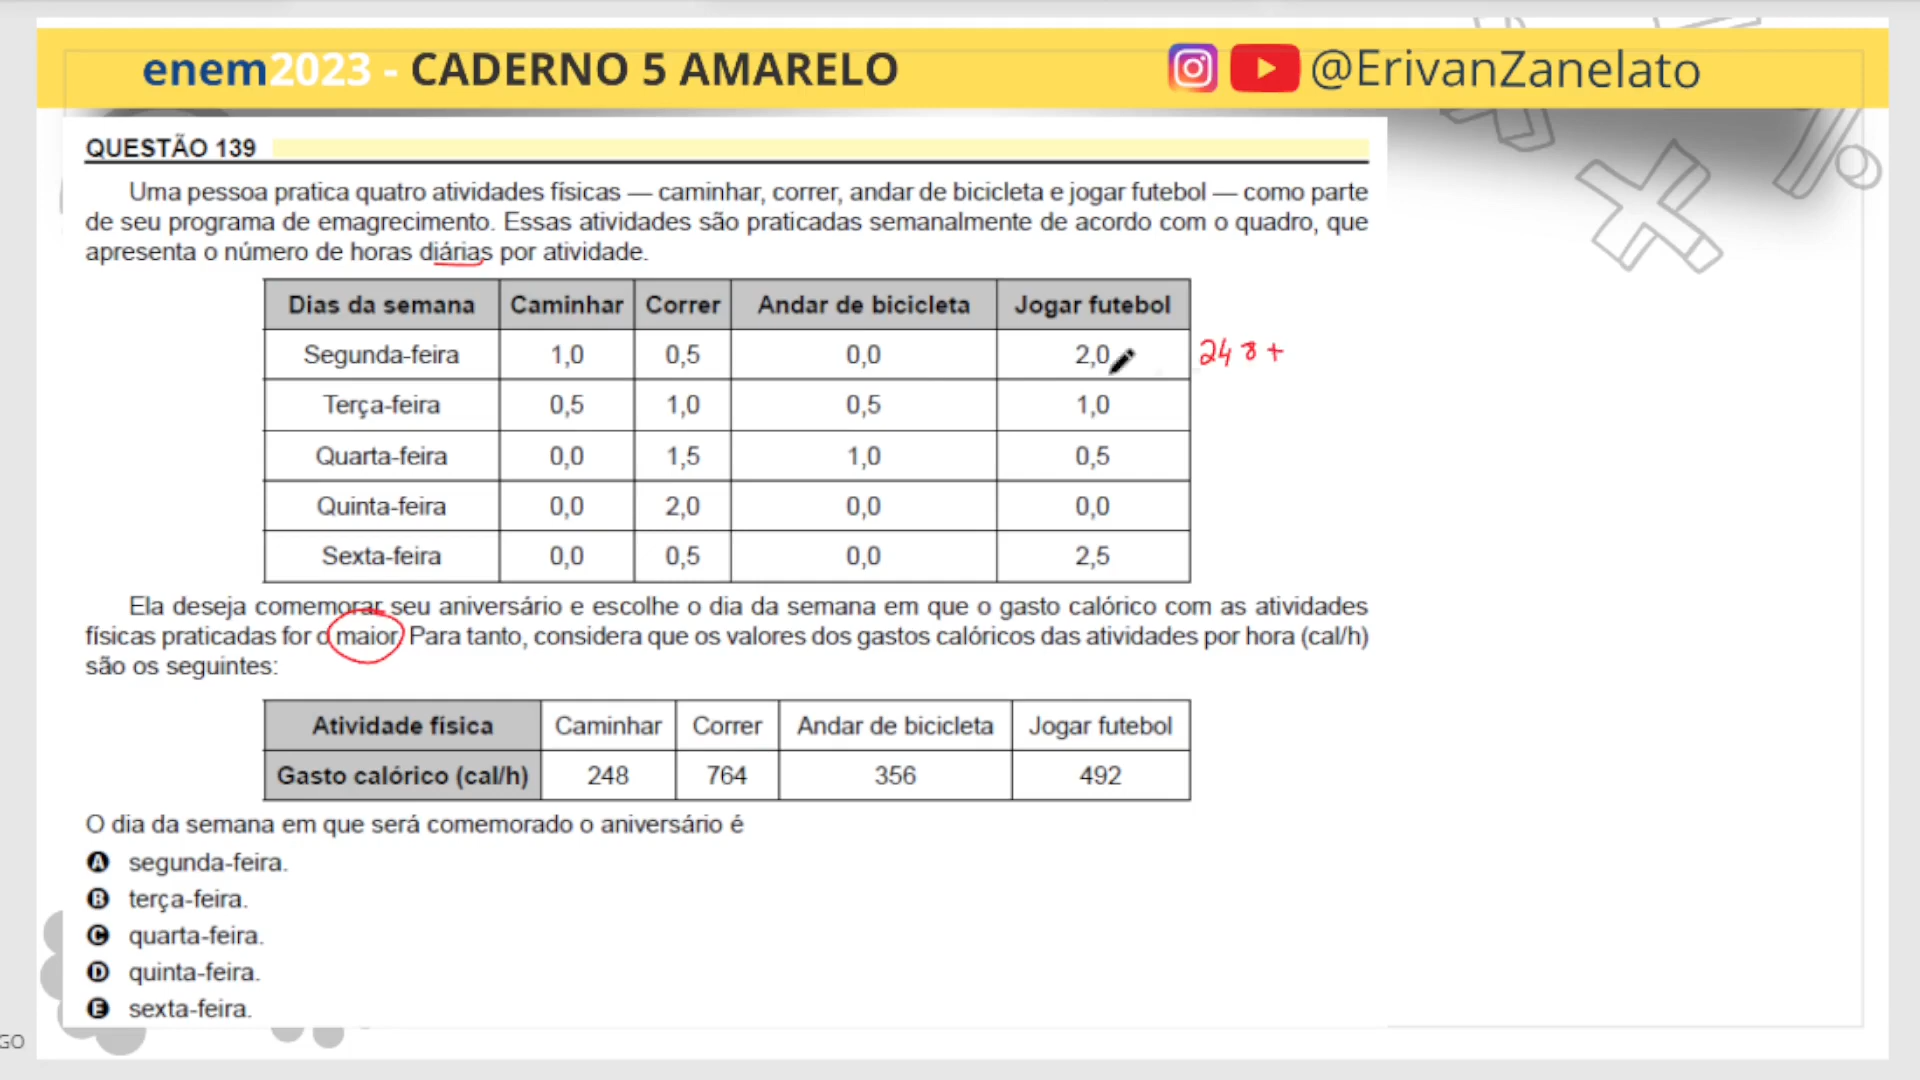 enem2023 - CADERNO 5 AMARELO
@ErivanZanelato
QUESTÃO 139
Uma pessoa pratica quatro atividades físicas — caminhar, correr, andar de bicicleta e jogar futebol — como parte
de seu programa de emagrecimento. Essas atividades são praticadas semanalmente de acordo com o quadro, que
apresenta o número de horas diárias por atividade.
Dias da semana Caminhar Correr Andar de bicicleta Jogar futebol
Segunda-feira 1,0 0,5 0,0 2,0 248 +
Terça-feira 0,5 1,0 0,5 1,0
Quarta-feira 0,0 1,5 1,0 0,5
Quinta-feira 0,0 2,0 0,0 0,0
Sexta-feira 0,0 0,5 0,0 2,5
Ela deseja comemorar seu aniversário e escolhe o dia da semana em que o gasto calórico com as atividades
físicas praticadas for o maior. Para tanto, considera que os valores dos gastos calóricos das atividades por hora (cal/h)
são os seguintes:
Atividade física Caminhar Correr Andar de bicicleta Jogar futebol
Gasto calórico (cal/h) 248 764 356 492
O dia da semana em que será comemorado o aniversário é
A segunda-feira.
B terça-feira.
C quarta-feira.
D quinta-feira.
E sexta-feira.
GO